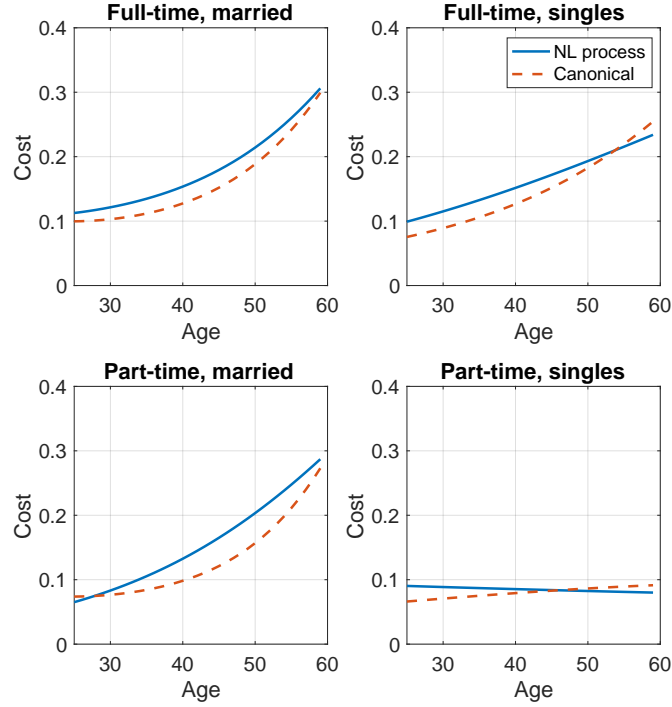 Full-time, married
0.4
0.3
0.2
0.1
0
Cost
30 40 50 60
Age
Full-time, singles
NL process
Canonical
0.4
0.3
0.2
0.1
0
Cost
30 40 50 60
Age
Part-time, married
0.4
0.3
0.2
0.1
0
Cost
30 40 50 60
Age
Part-time, singles
0.4
0.3
0.2
0.1
0
Cost
30 40 50 60
Age